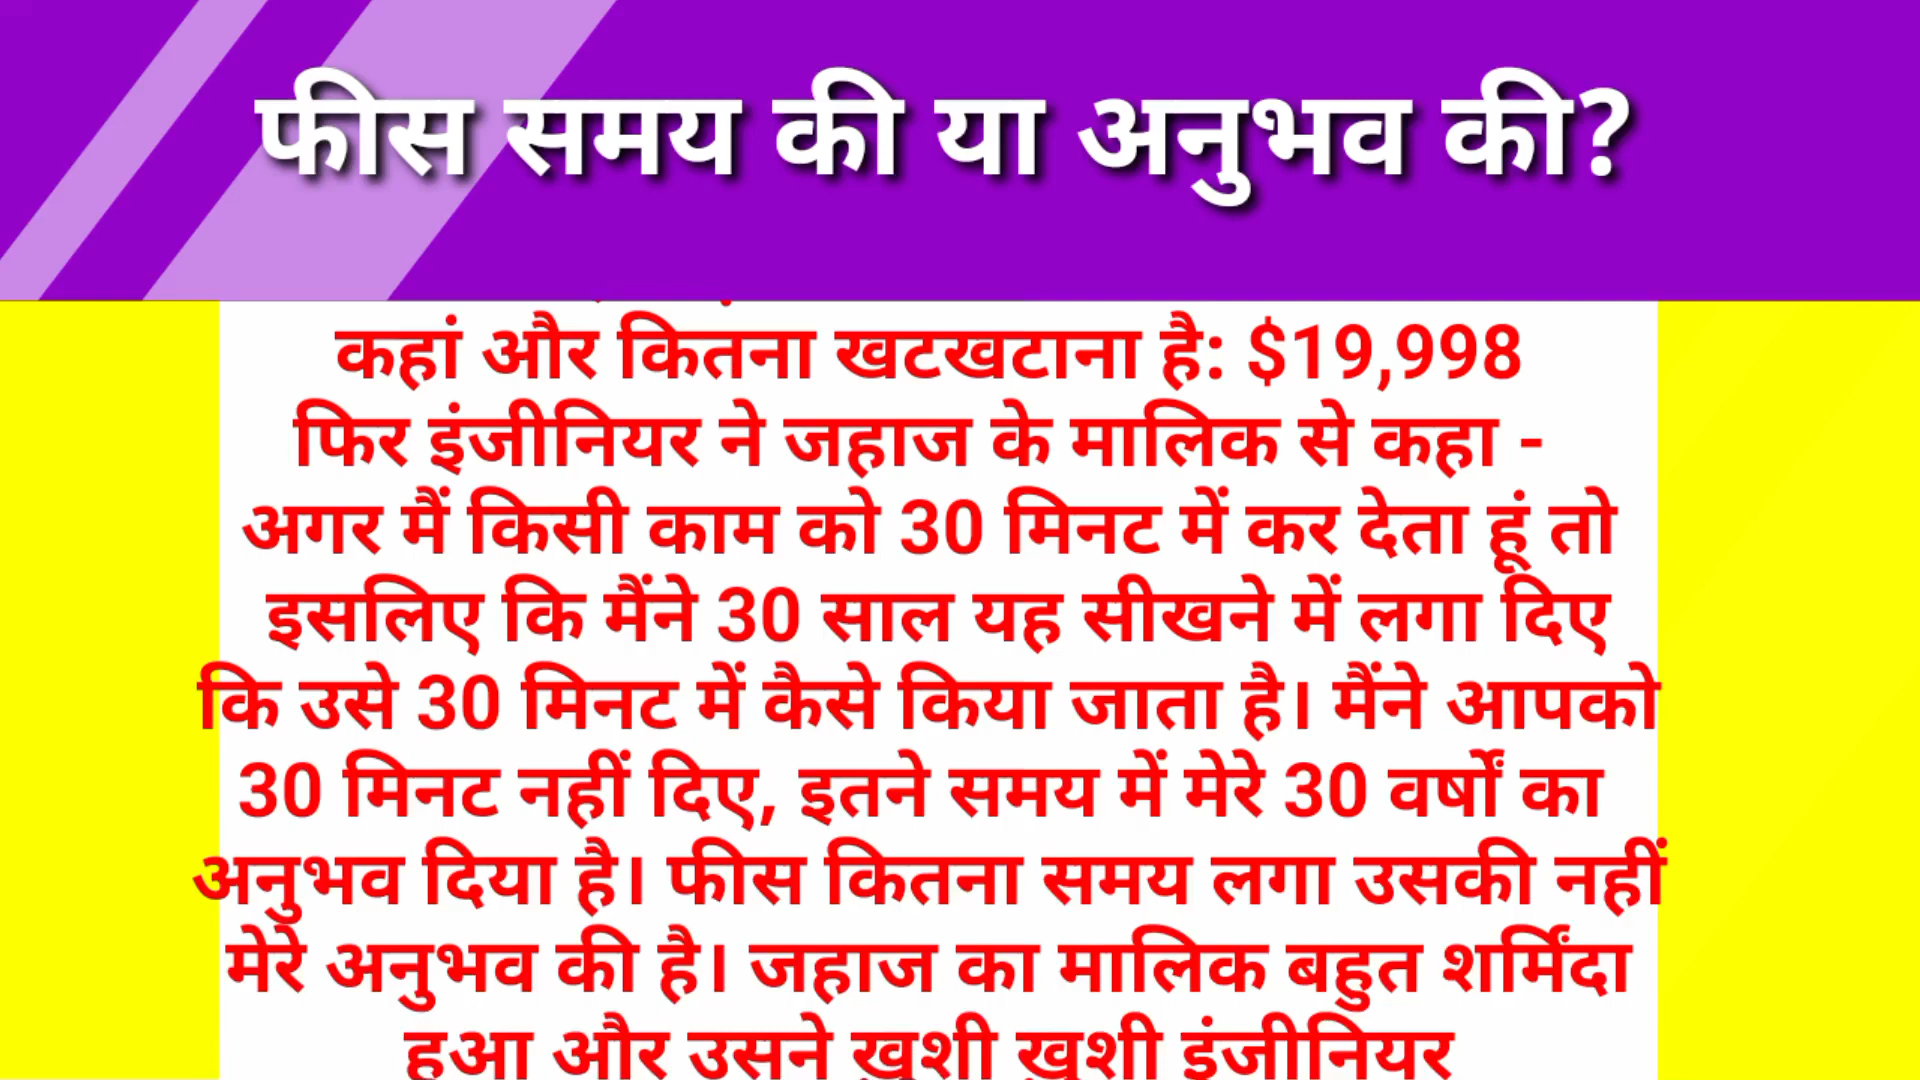 फीस समय की या अनुभव की?
कहां और कितना खटखटाना है: $19,998
फिर इंजीनियर ने जहाज के मालिक से कहा -
अगर मैं किसी काम को 30 मिनट में कर देता हूं तो
इसलिए कि मैंने 30 साल यह सीखने में लगा दिए
कि उसे 30 मिनट में कैसे किया जाता है। मैंने आपको
30 मिनट नहीं दिए, इतने समय में मेरे 30 वर्षों का
अनुभव दिया है। फीस कितना समय लगा उसकी नहीं
मेरे अनुभव की है। जहाज का मालिक बहुत शर्मिंदा
हुआ और उसने खुशी खुशी इंजीनियर